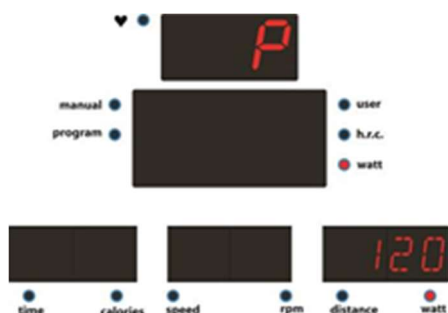 ♥ P
manual user
program h.r.c.
watt
120
time calories speed rpm distance watt